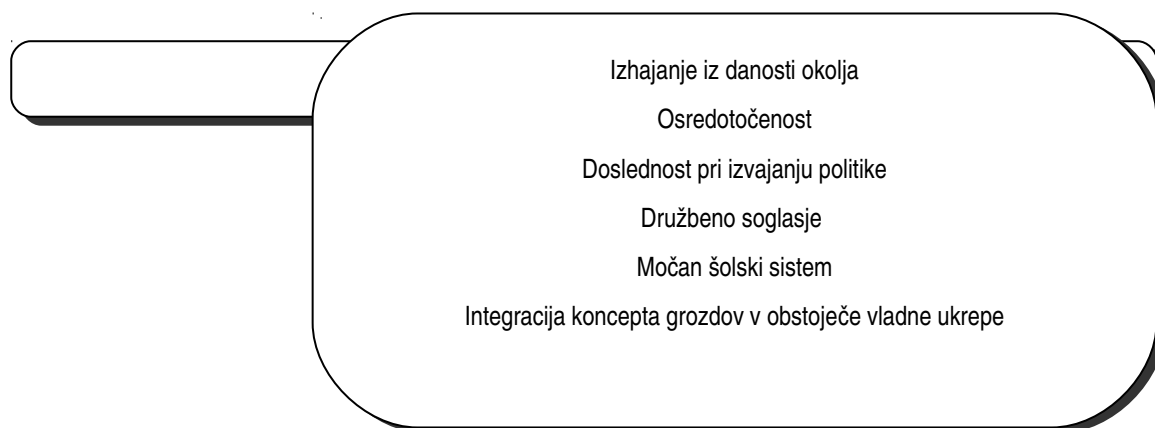 Izhajanje iz danosti okolja
Osredotočenost
Doslednost pri izvajanju politike
Družbeno soglasje
Močan šolski sistem
Integracija koncepta grozdov v obstoječe vladne ukrepe